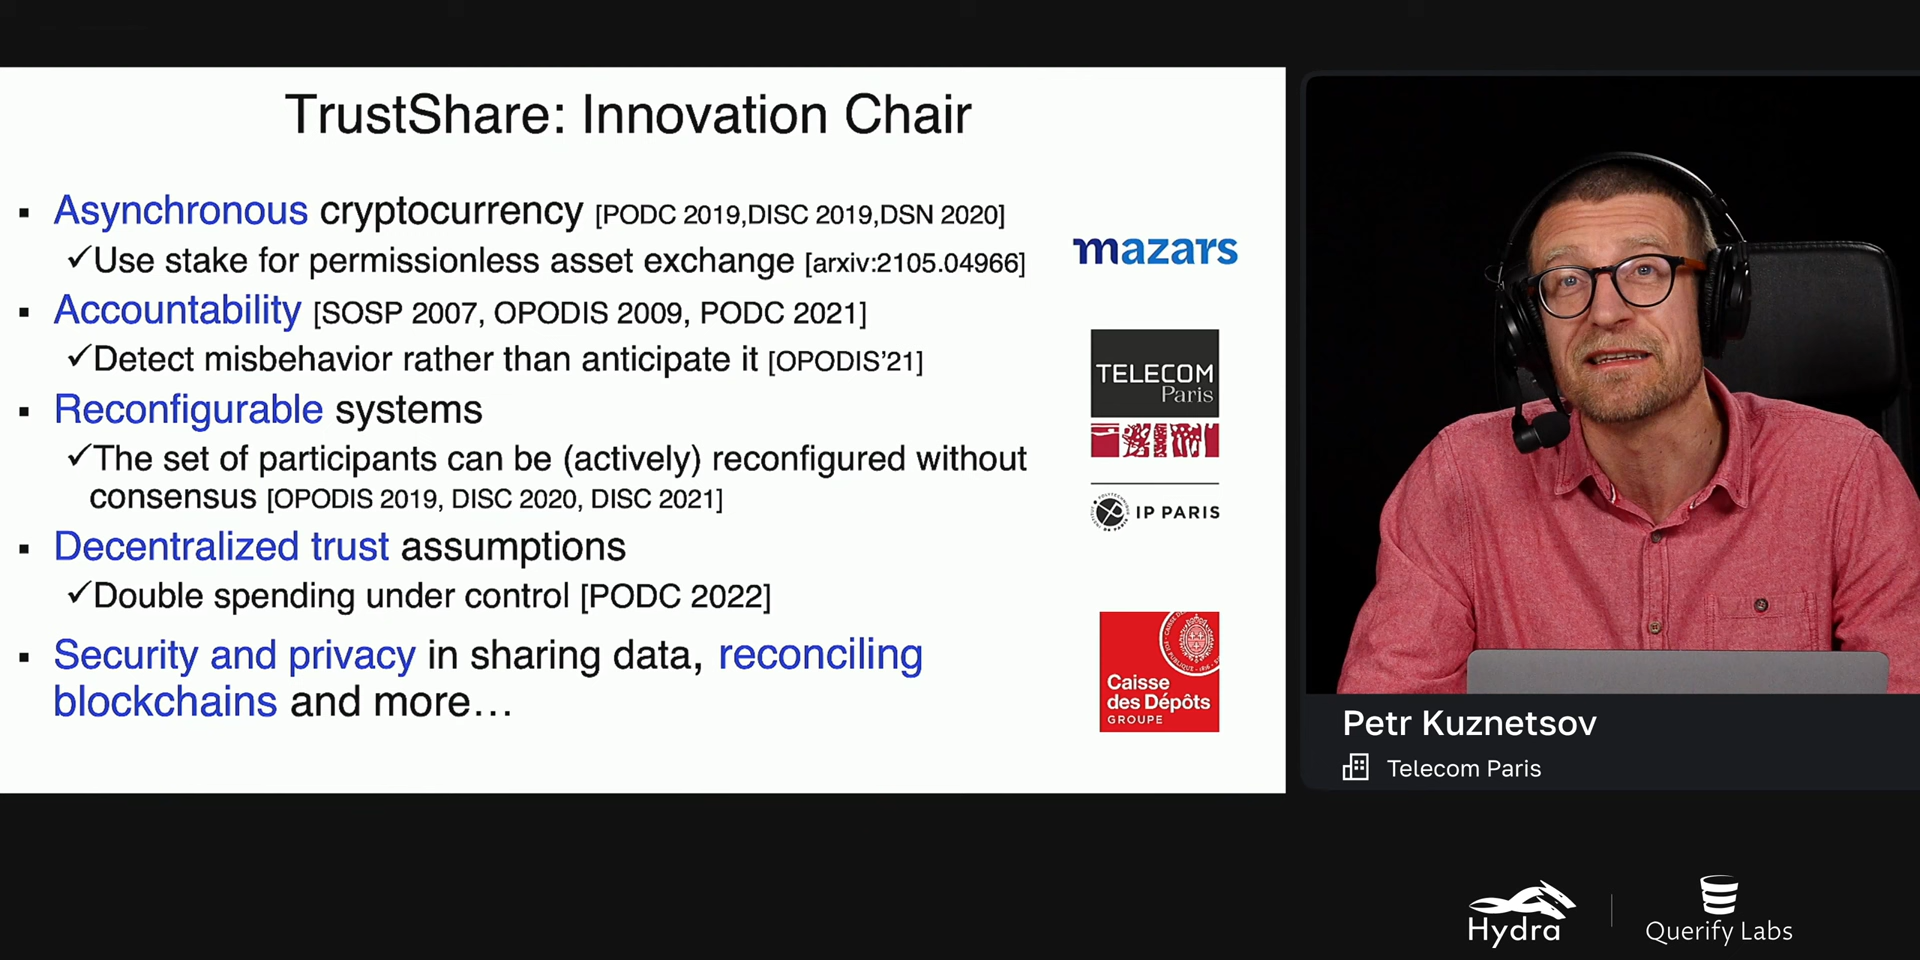 TrustShare: Innovation Chair
▪ Asynchronous cryptocurrency [PODC 2019,DISC 2019,DSN 2020]
✓Use stake for permissionless asset exchange [arxiv:2105.04966]
▪ Accountability [SOSP 2007, OPODIS 2009, PODC 2021]
✓Detect misbehavior rather than anticipate it [OPODIS’21]
▪ Reconfigurable systems
✓The set of participants can be (actively) reconfigured without
consensus [OPODIS 2019, DISC 2020, DISC 2021]
▪ Decentralized trust assumptions
✓Double spending under control [PODC 2022]
▪ Security and privacy in sharing data, reconciling
blockchains and more…
mazars
TELECOM
Paris
IP PARIS
Caisse
des Dépôts
GROUPE
Petr Kuznetsov
Telecom Paris
Hydra
Querify Labs